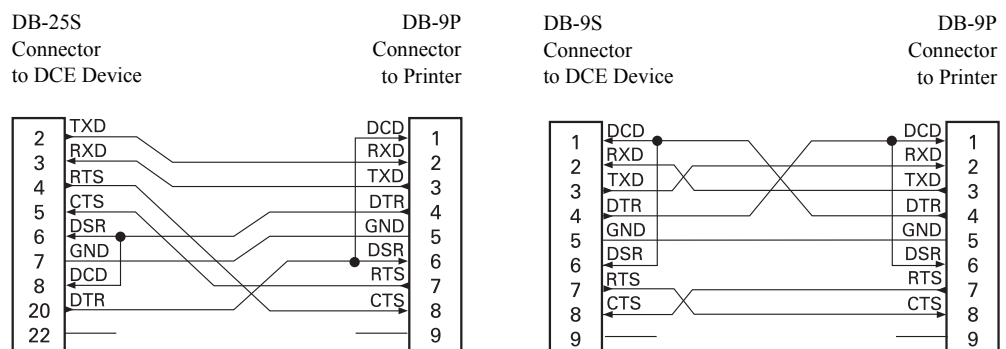 DB-25S
Connector
to DCE Device
DB-9P
Connector
to Printer
2 TXD DCD 1
3 RXD RXD 2
4 RTS TXD 3
5 CTS DTR 4
6 DSR GND 5
7 GND DSR 6
8 DCD RTS 7
20 DTR CTS 8
22 9
DB-9S
Connector
to DCE Device
DB-9P
Connector
to Printer
1 DCD DCD 1
2 RXD RXD 2
3 TXD TXD 3
4 DTR DTR 4
5 GND GND 5
6 DSR DSR 6
7 RTS RTS 7
8 CTS CTS 8
9 9